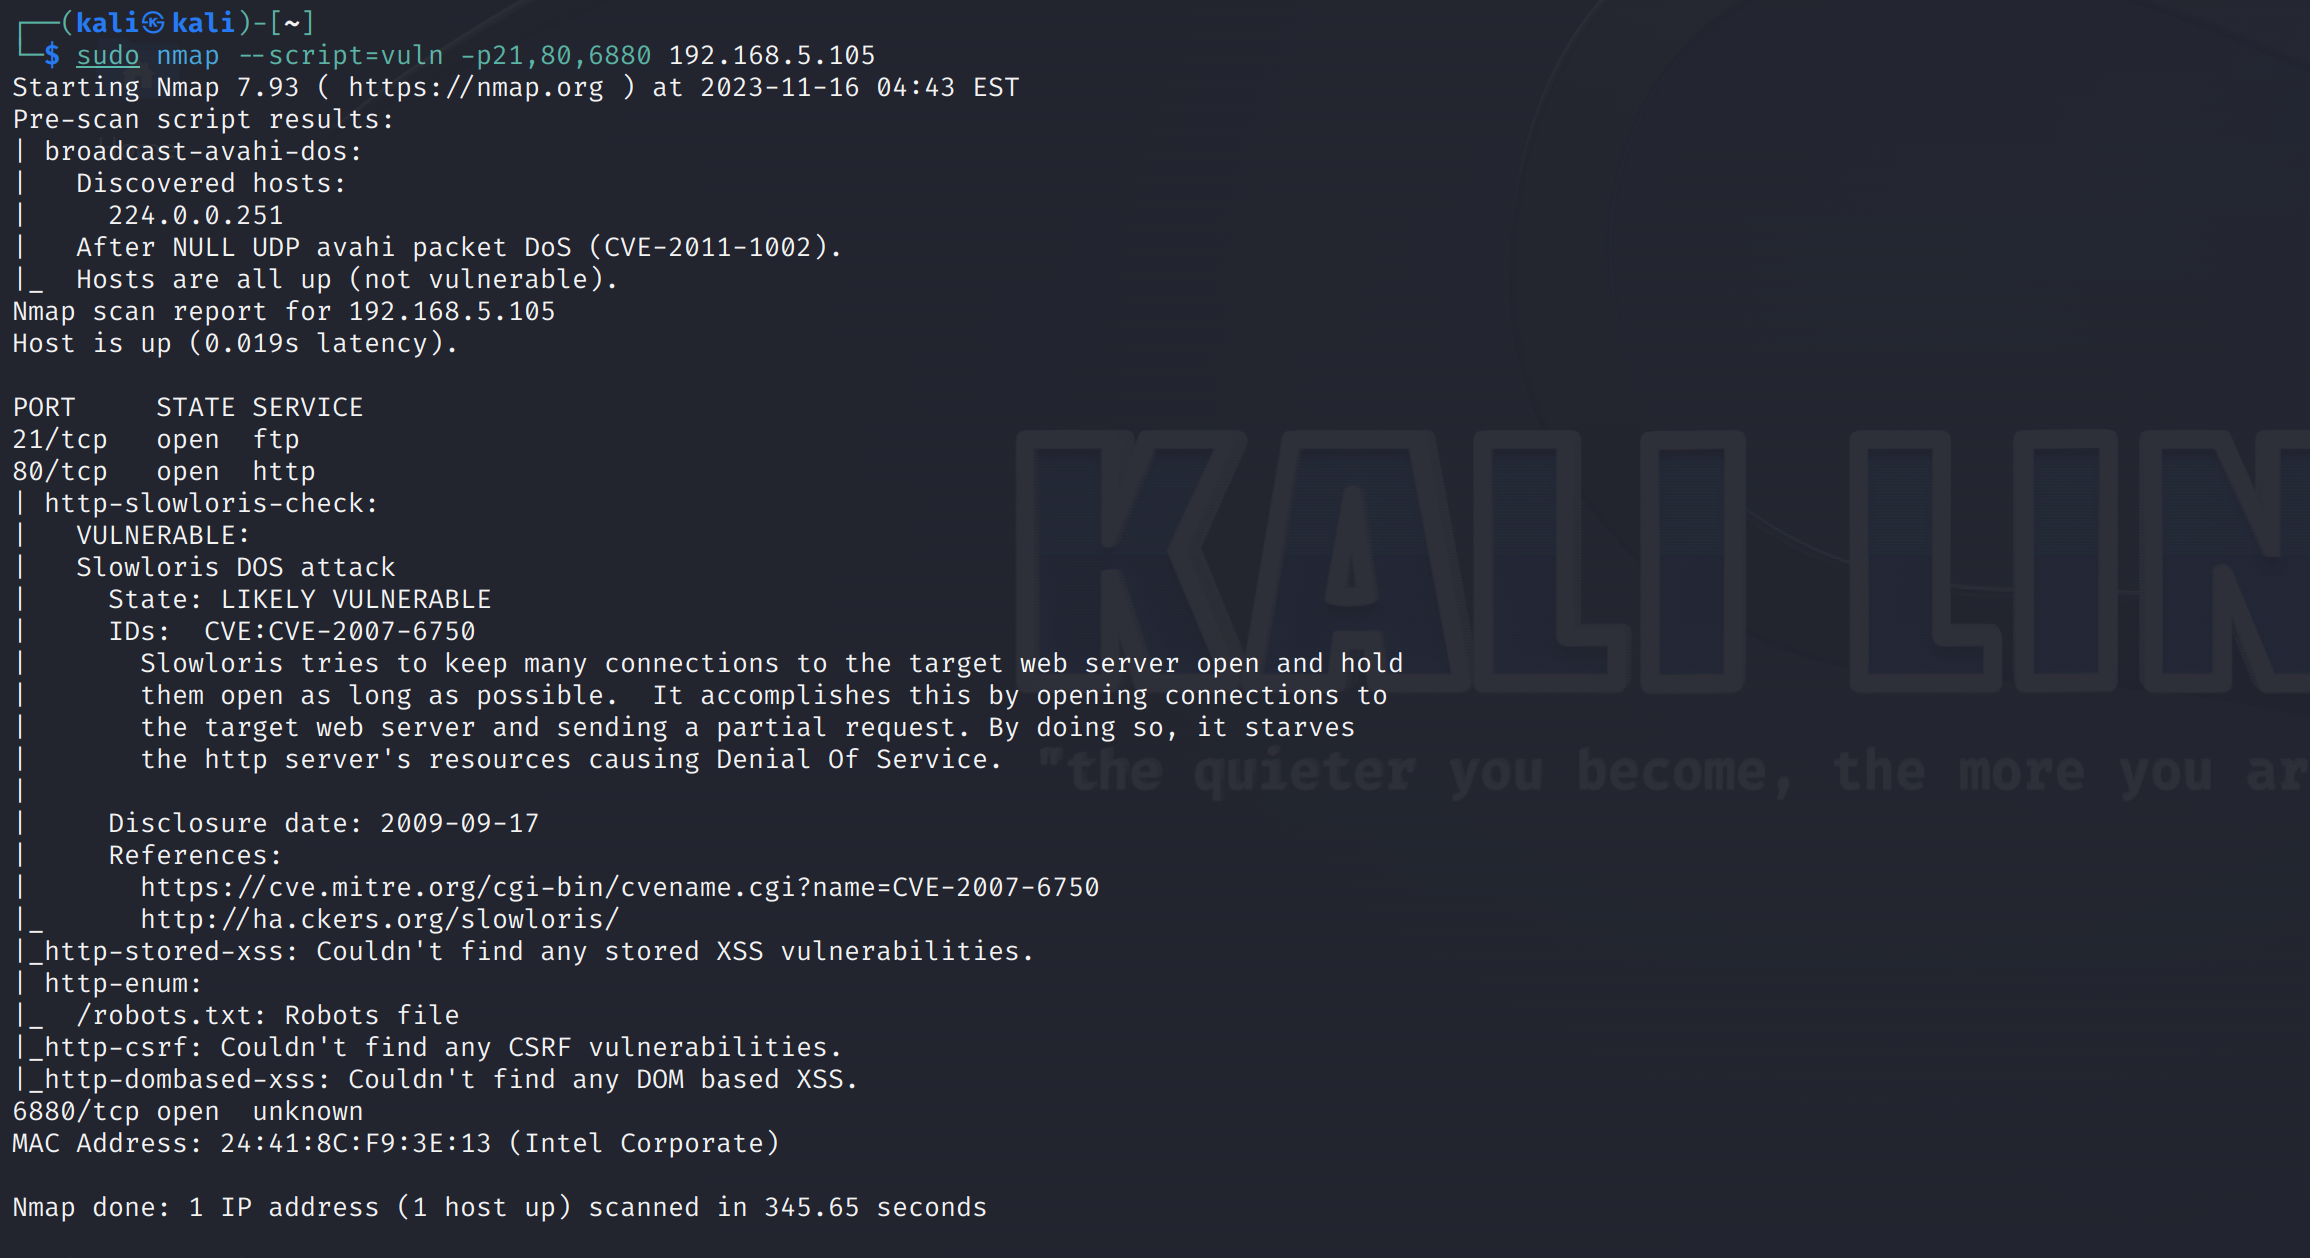 ┌──(kali㉿kali)-[~]
└─$ sudo nmap --script=vuln -p21,80,6880 192.168.5.105
Starting Nmap 7.93 ( https://nmap.org ) at 2023-11-16 04:43 EST
Pre-scan script results:
| broadcast-avahi-dos:
|   Discovered hosts:
|     224.0.0.251
|   After NULL UDP avahi packet DoS (CVE-2011-1002).
|_  Hosts are all up (not vulnerable).
Nmap scan report for 192.168.5.105
Host is up (0.019s latency).

PORT     STATE SERVICE
21/tcp   open  ftp
80/tcp   open  http
| http-slowloris-check:
|   VULNERABLE:
|   Slowloris DOS attack
|     State: LIKELY VULNERABLE
|     IDs:  CVE:CVE-2007-6750
|       Slowloris tries to keep many connections to the target web server open and hold
|       them open as long as possible.  It accomplishes this by opening connections to
|       the target web server and sending a partial request. By doing so, it starves
|       the http server's resources causing Denial Of Service.
|
|     Disclosure date: 2009-09-17
|     References:
|       https://cve.mitre.org/cgi-bin/cvename.cgi?name=CVE-2007-6750
|_      http://ha.ckers.org/slowloris/
|_http-stored-xss: Couldn't find any stored XSS vulnerabilities.
| http-enum:
|_  /robots.txt: Robots file
|_http-csrf: Couldn't find any CSRF vulnerabilities.
|_http-dombased-xss: Couldn't find any DOM based XSS.
6880/tcp open  unknown
MAC Address: 24:41:8C:F9:3E:13 (Intel Corporate)

Nmap done: 1 IP address (1 host up) scanned in 345.65 seconds
KALI LIN
"the quieter you become, the more you ar